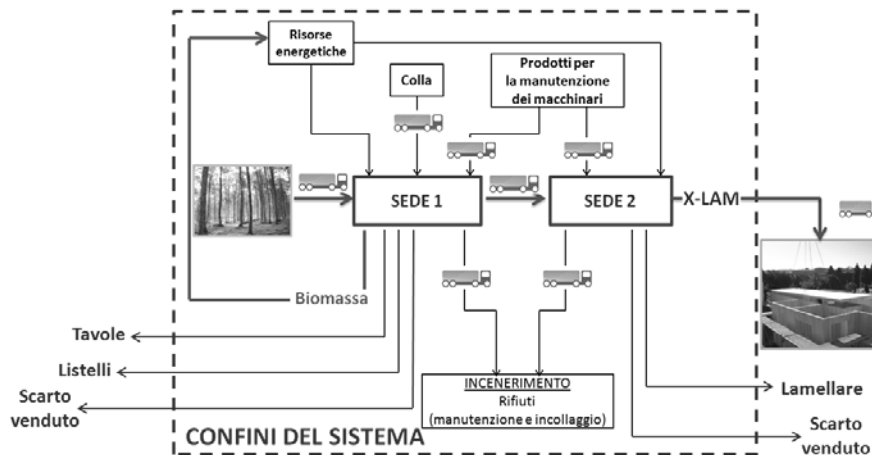 Risorse
energetiche
Colla
Prodotti per
la manutenzione
dei macchinari
SEDE 1
SEDE 2
X-LAM
Biomassa
Tavole
Listelli
Scarto
venduto
INCENERIMENTO
Rifiuti
(manutenzione e incollaggio)
Lamellare
Scarto
venduto
CONFINI DEL SISTEMA